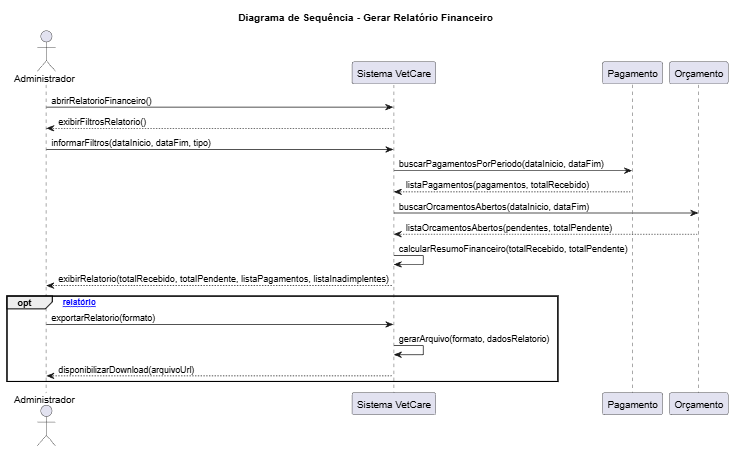 Diagrama de Sequência - Gerar Relatório Financeiro
Administrador
Sistema VetCare
Pagamento
Orçamento
abrirRelatorioFinanceiro()
exibirFiltrosRelatorio()
informarFiltros(dataInicio, dataFim, tipo)
buscarPagamentosPorPeriodo(dataInicio, dataFim)
listaPagamentos(pagamentos, totalRecebido)
buscarOrcamentosAbertos(dataInicio, dataFim)
listaOrcamentosAbertos(pendentes, totalPendente)
calcularResumoFinanceiro(totalRecebido, totalPendente)
exibirRelatorio(totalRecebido, totalPendente, listaPagamentos, listaInadimplentes)
opt relatório
exportarRelatorio(formato)
gerarArquivo(formato, dadosRelatorio)
disponibilizarDownload(arquivoUrl)
Administrador
Sistema VetCare
Pagamento
Orçamento